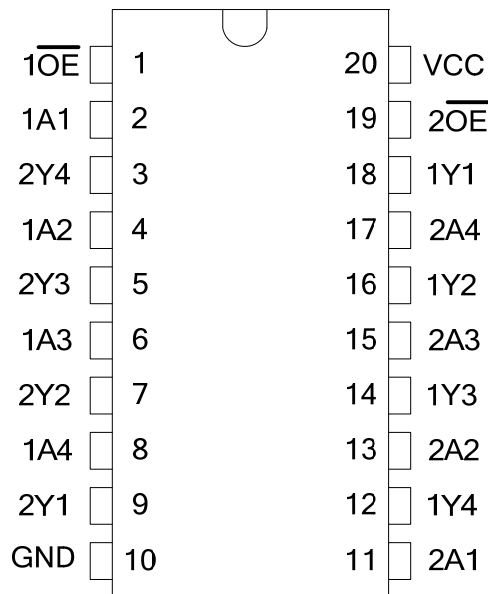 1O̅E̅ 1 20 VCC
1A1 2 19 2O̅E̅
2Y4 3 18 1Y1
1A2 4 17 2A4
2Y3 5 16 1Y2
1A3 6 15 2A3
2Y2 7 14 1Y3
1A4 8 13 2A2
2Y1 9 12 1Y4
GND 10 11 2A1